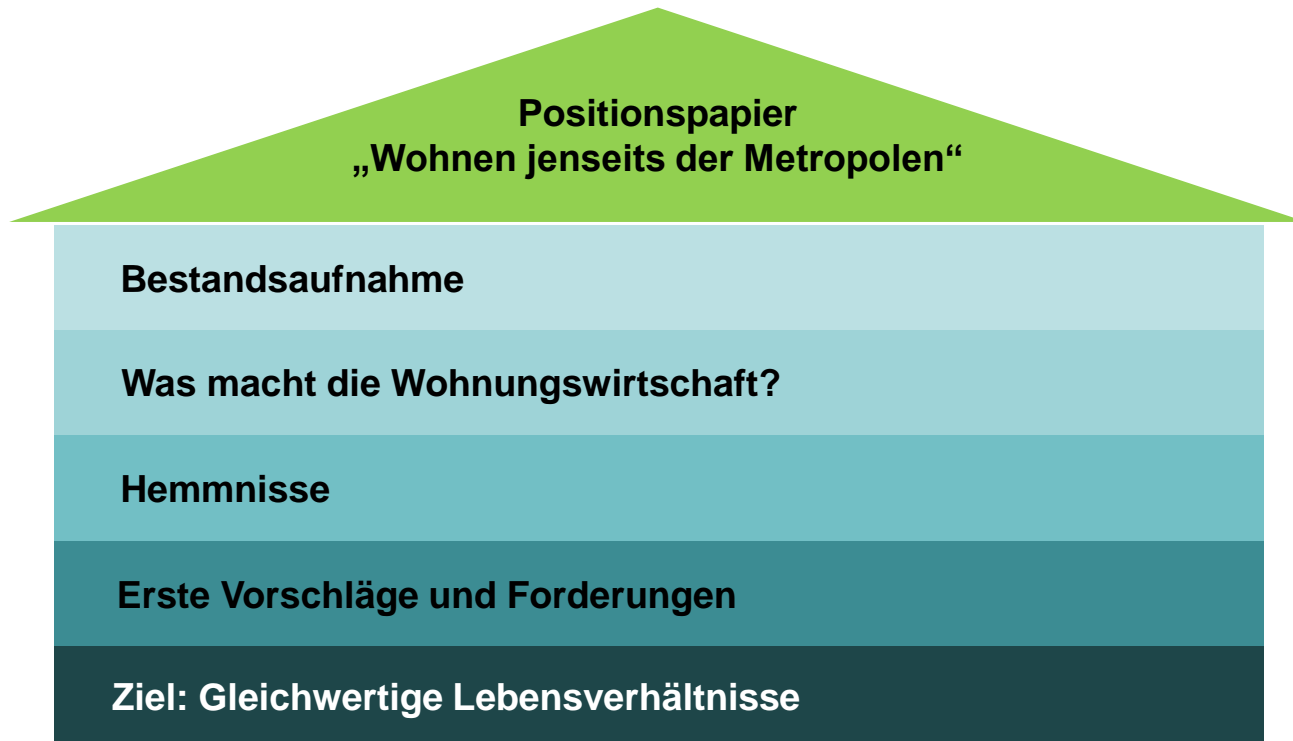 Positionspapier
„Wohnen jenseits der Metropolen“
Bestandsaufnahme
Was macht die Wohnungswirtschaft?
Hemmnisse
Erste Vorschläge und Forderungen
Ziel: Gleichwertige Lebensverhältnisse